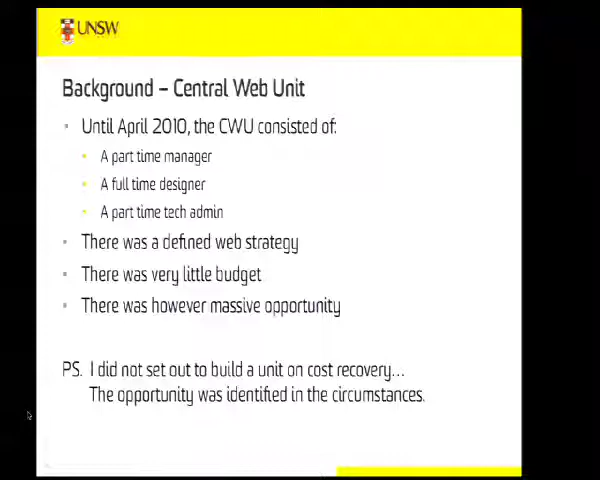 UNSW
Background – Central Web Unit
Until April 2010, the CWU consisted of:
A part time manager
A full time designer
A part time tech admin
There was a defined web strategy
There was very little budget
There was however massive opportunity
PS. I did not set out to build a unit on cost recovery...
The opportunity was identified in the circumstances.